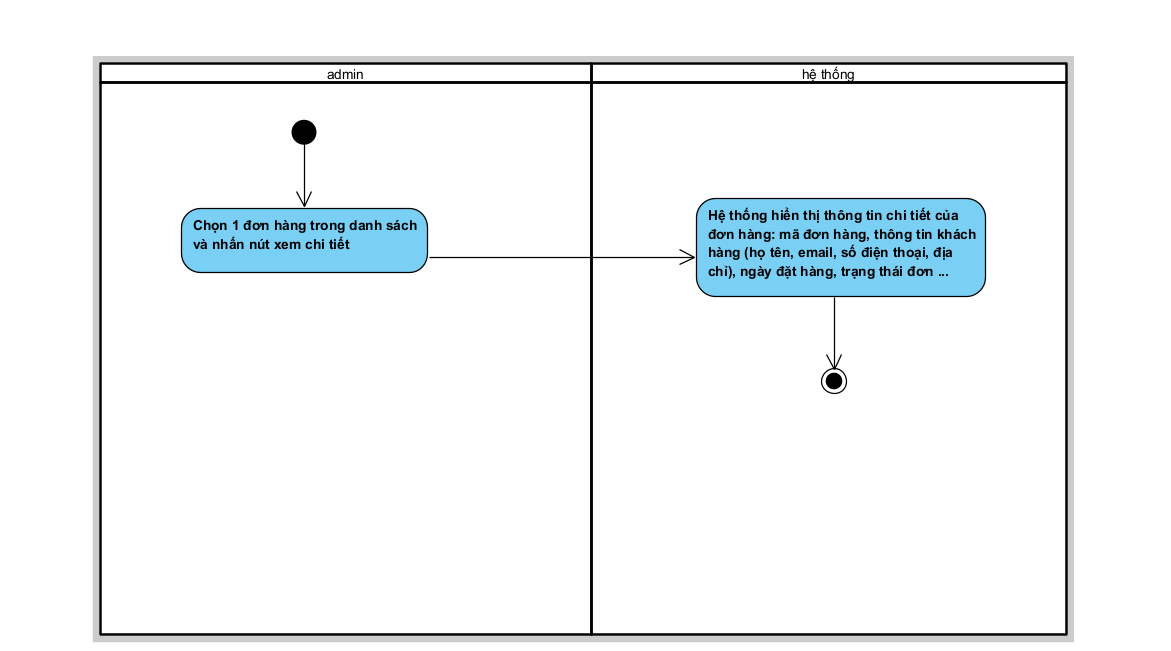 admin
hệ thống
Chọn 1 đơn hàng trong danh sách
và nhấn nút xem chi tiết
Hệ thống hiển thị thông tin chi tiết của
đơn hàng: mã đơn hàng, thông tin khách
hàng (họ tên, email, số điện thoại, địa
chỉ), ngày đặt hàng, trạng thái đơn ...